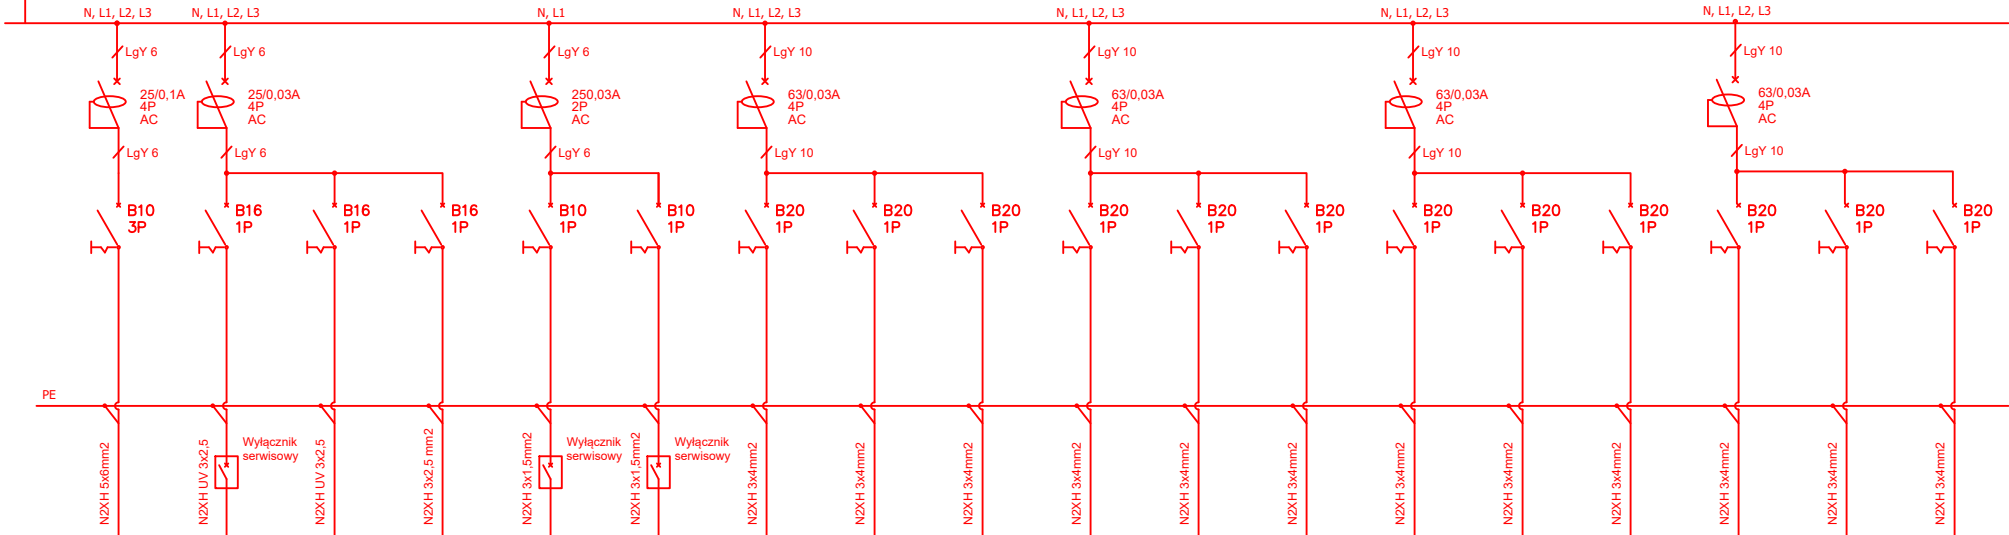 N, L1, L2, L3
N, L1, L2, L3
N, L1
N, L1, L2, L3
N, L1, L2, L3
N, L1, L2, L3
N, L1, L2, L3
LgY 6
LgY 6
LgY 6
LgY 10
LgY 10
LgY 10
LgY 10
25/0,1A
4P
AC
25/0,03A
4P
AC
250,03A
2P
AC
63/0,03A
4P
AC
63/0,03A
4P
AC
63/0,03A
4P
AC
63/0,03A
4P
AC
LgY 6
LgY 6
LgY 6
LgY 10
LgY 10
LgY 10
LgY 10
B10
3P
B16
1P
B16
1P
B16
1P
B10
1P
B10
1P
B20
1P
B20
1P
B20
1P
B20
1P
B20
1P
B20
1P
B20
1P
B20
1P
B20
1P
B20
1P
B20
1P
B20
1P
PE
N2XH 5x6mm2
N2XH UV 3x2,5
Wyłącznik
serwisowy
N2XH UV 3x2,5
N2XH 3x2,5 mm2
N2XH 3x1,5mm2
Wyłącznik
serwisowy
N2XH 3x1,5mm2
Wyłącznik
serwisowy
N2XH 3x4mm2
N2XH 3x4mm2
N2XH 3x4mm2
N2XH 3x4mm2
N2XH 3x4mm2
N2XH 3x4mm2
N2XH 3x4mm2
N2XH 3x4mm2
N2XH 3x4mm2
N2XH 3x4mm2
N2XH 3x4mm2
N2XH 3x4mm2